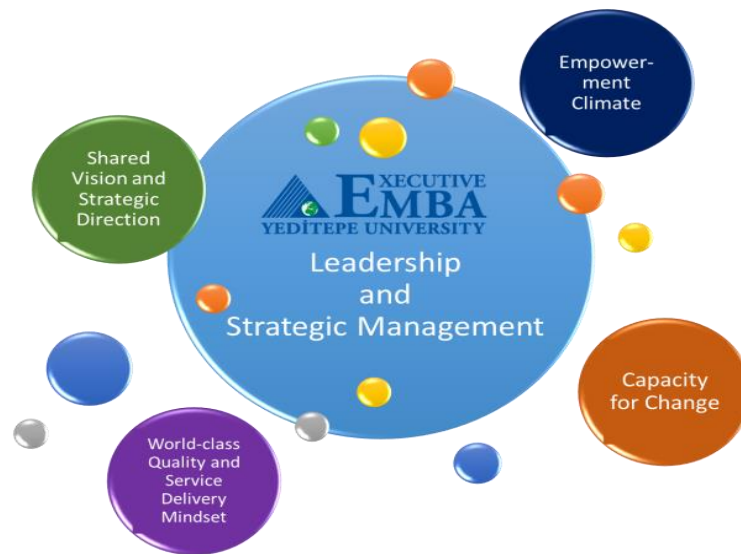 Empower-
ment
Climate
Shared
Vision and
Strategic
Direction
EXECUTIVE
EMBA
YEDİTEPE UNIVERSITY
Leadership
and
Strategic Management
Capacity
for Change
World-class
Quality and
Service
Delivery
Mindset